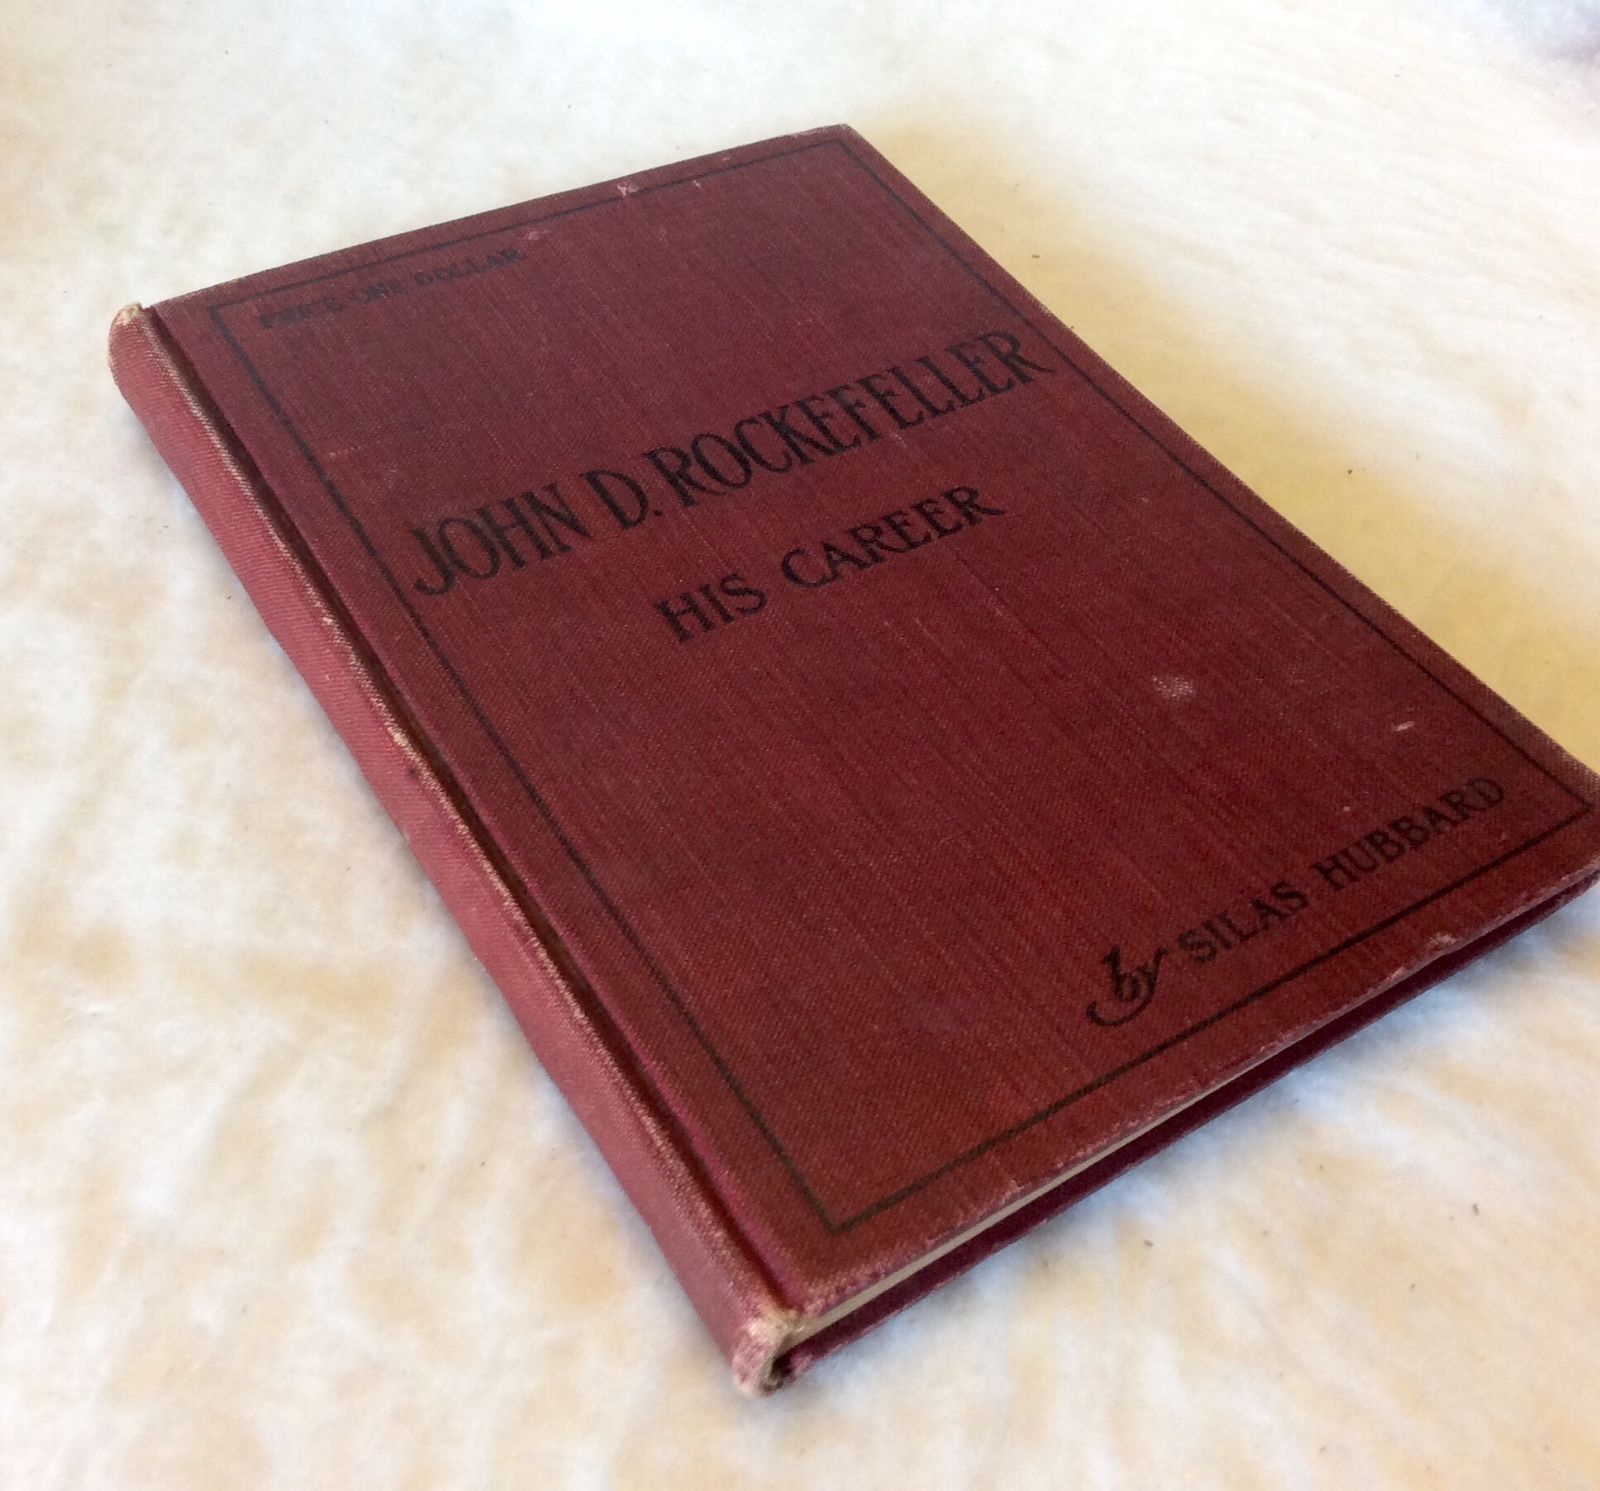 PRICE ONE DOLLAR
JOHN D. ROCKEFELLER
HIS CAREER
by SILAS HUBBARD